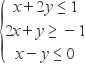 x + 2y ≤ 1
2x + y ≥ −1
x − y ≤ 0